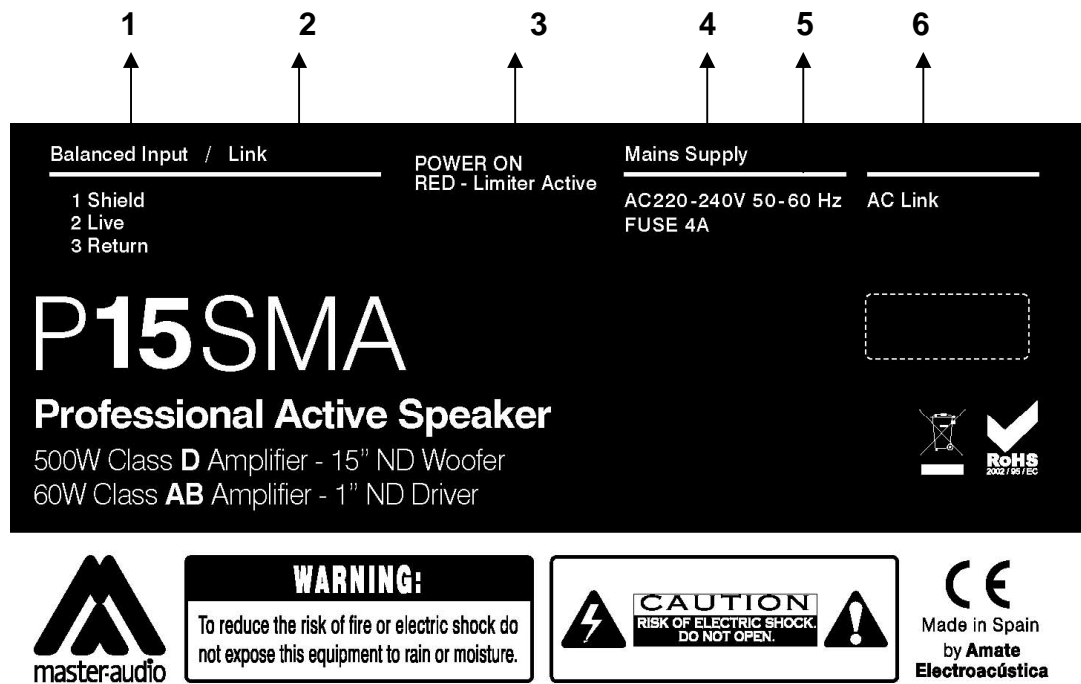 1 2 3 4 5 6
Balanced Input / Link
1 Shield
2 Live
3 Return
POWER ON
RED - Limiter Active
Mains Supply
AC220-240V 50-60 Hz
FUSE 4A
AC Link
P15SMA
Professional Active Speaker
500W Class D Amplifier - 15" ND Woofer
60W Class AB Amplifier - 1" ND Driver
RoHS
2002 / 95 / EC
master-audio
WARNING:
To reduce the risk of fire or electric shock do
not expose this equipment to rain or moisture.
CAUTION
RISK OF ELECTRIC SHOCK.
DO NOT OPEN.
CE
Made in Spain
by Amate
Electroacústica